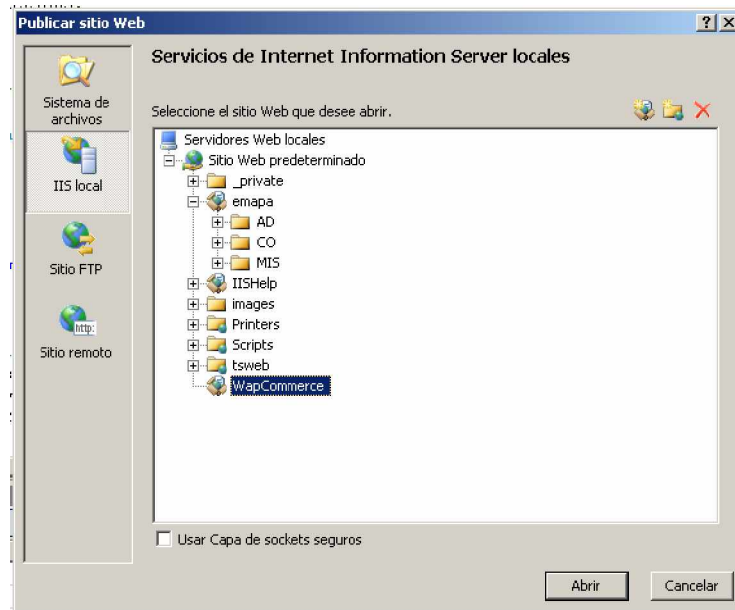 Publicar sitio Web
Servicios de Internet Information Server locales
Sistema de
archivos
IIS local
Sitio FTP
http:
Sitio remoto
Seleccione el sitio Web que desee abrir.
Servidores Web locales
Sitio Web predeterminado
_private
emapa
AD
CO
MIS
IISHelp
images
Printers
Scripts
tsweb
WapCommerce
Usar Capa de sockets seguros
Abrir
Cancelar